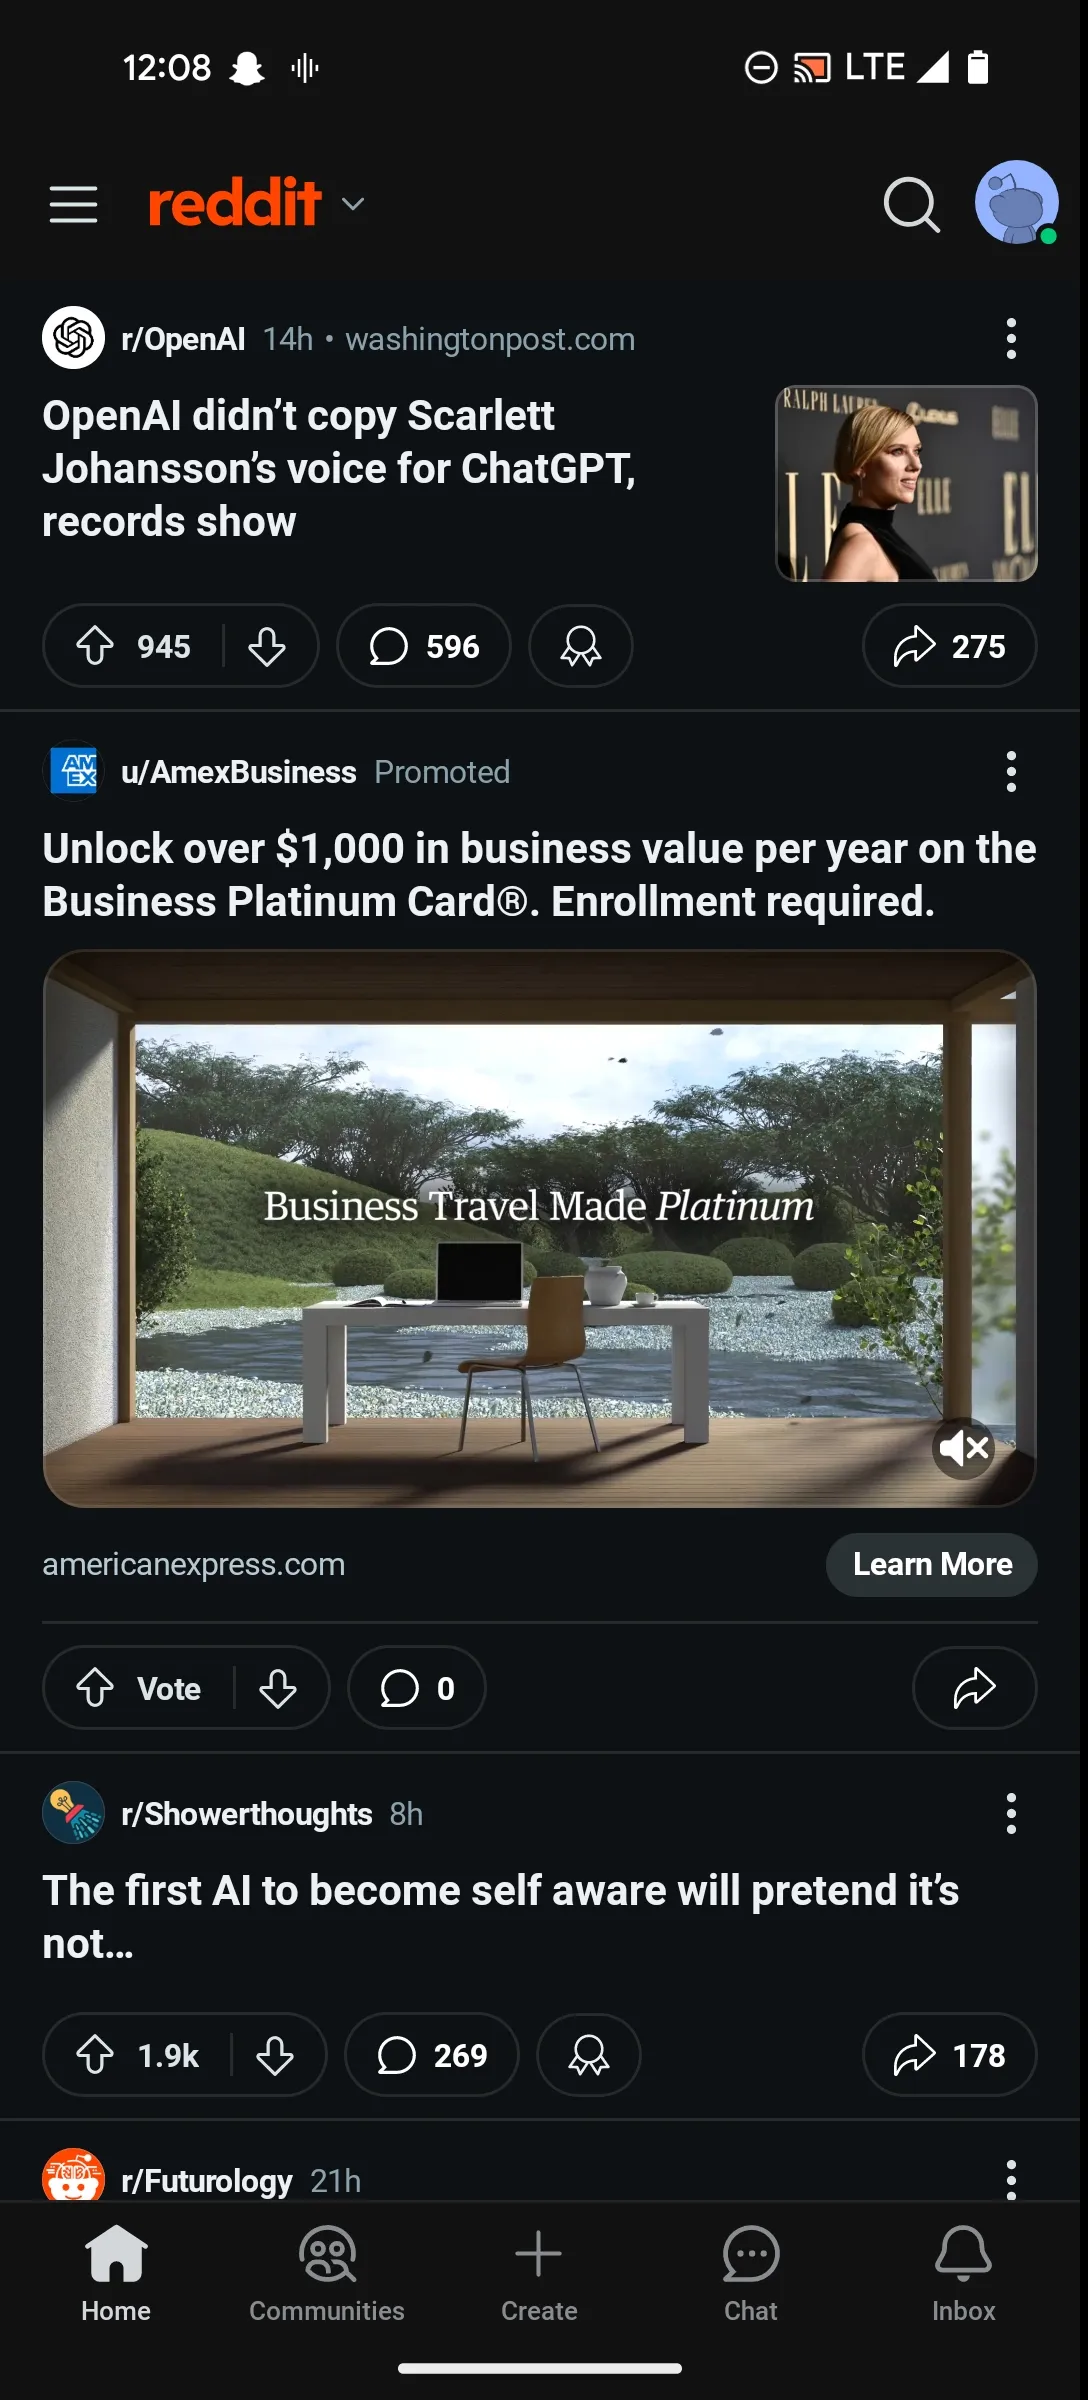 12:08 LTE
reddit
r/OpenAI 14h • washingtonpost.com
OpenAI didn’t copy Scarlett
Johansson’s voice for ChatGPT,
records show
RALPH LAUREN
ELLE
945 596 275
AM
EX
u/AmexBusiness Promoted
Unlock over $1,000 in business value per year on the
Business Platinum Card®. Enrollment required.
Business Travel Made Platinum
americanexpress.com Learn More
Vote 0
r/Showerthoughts 8h
The first AI to become self aware will pretend it’s
not…
1.9k 269 178
r/Futurology 21h
Home Communities Create Chat Inbox